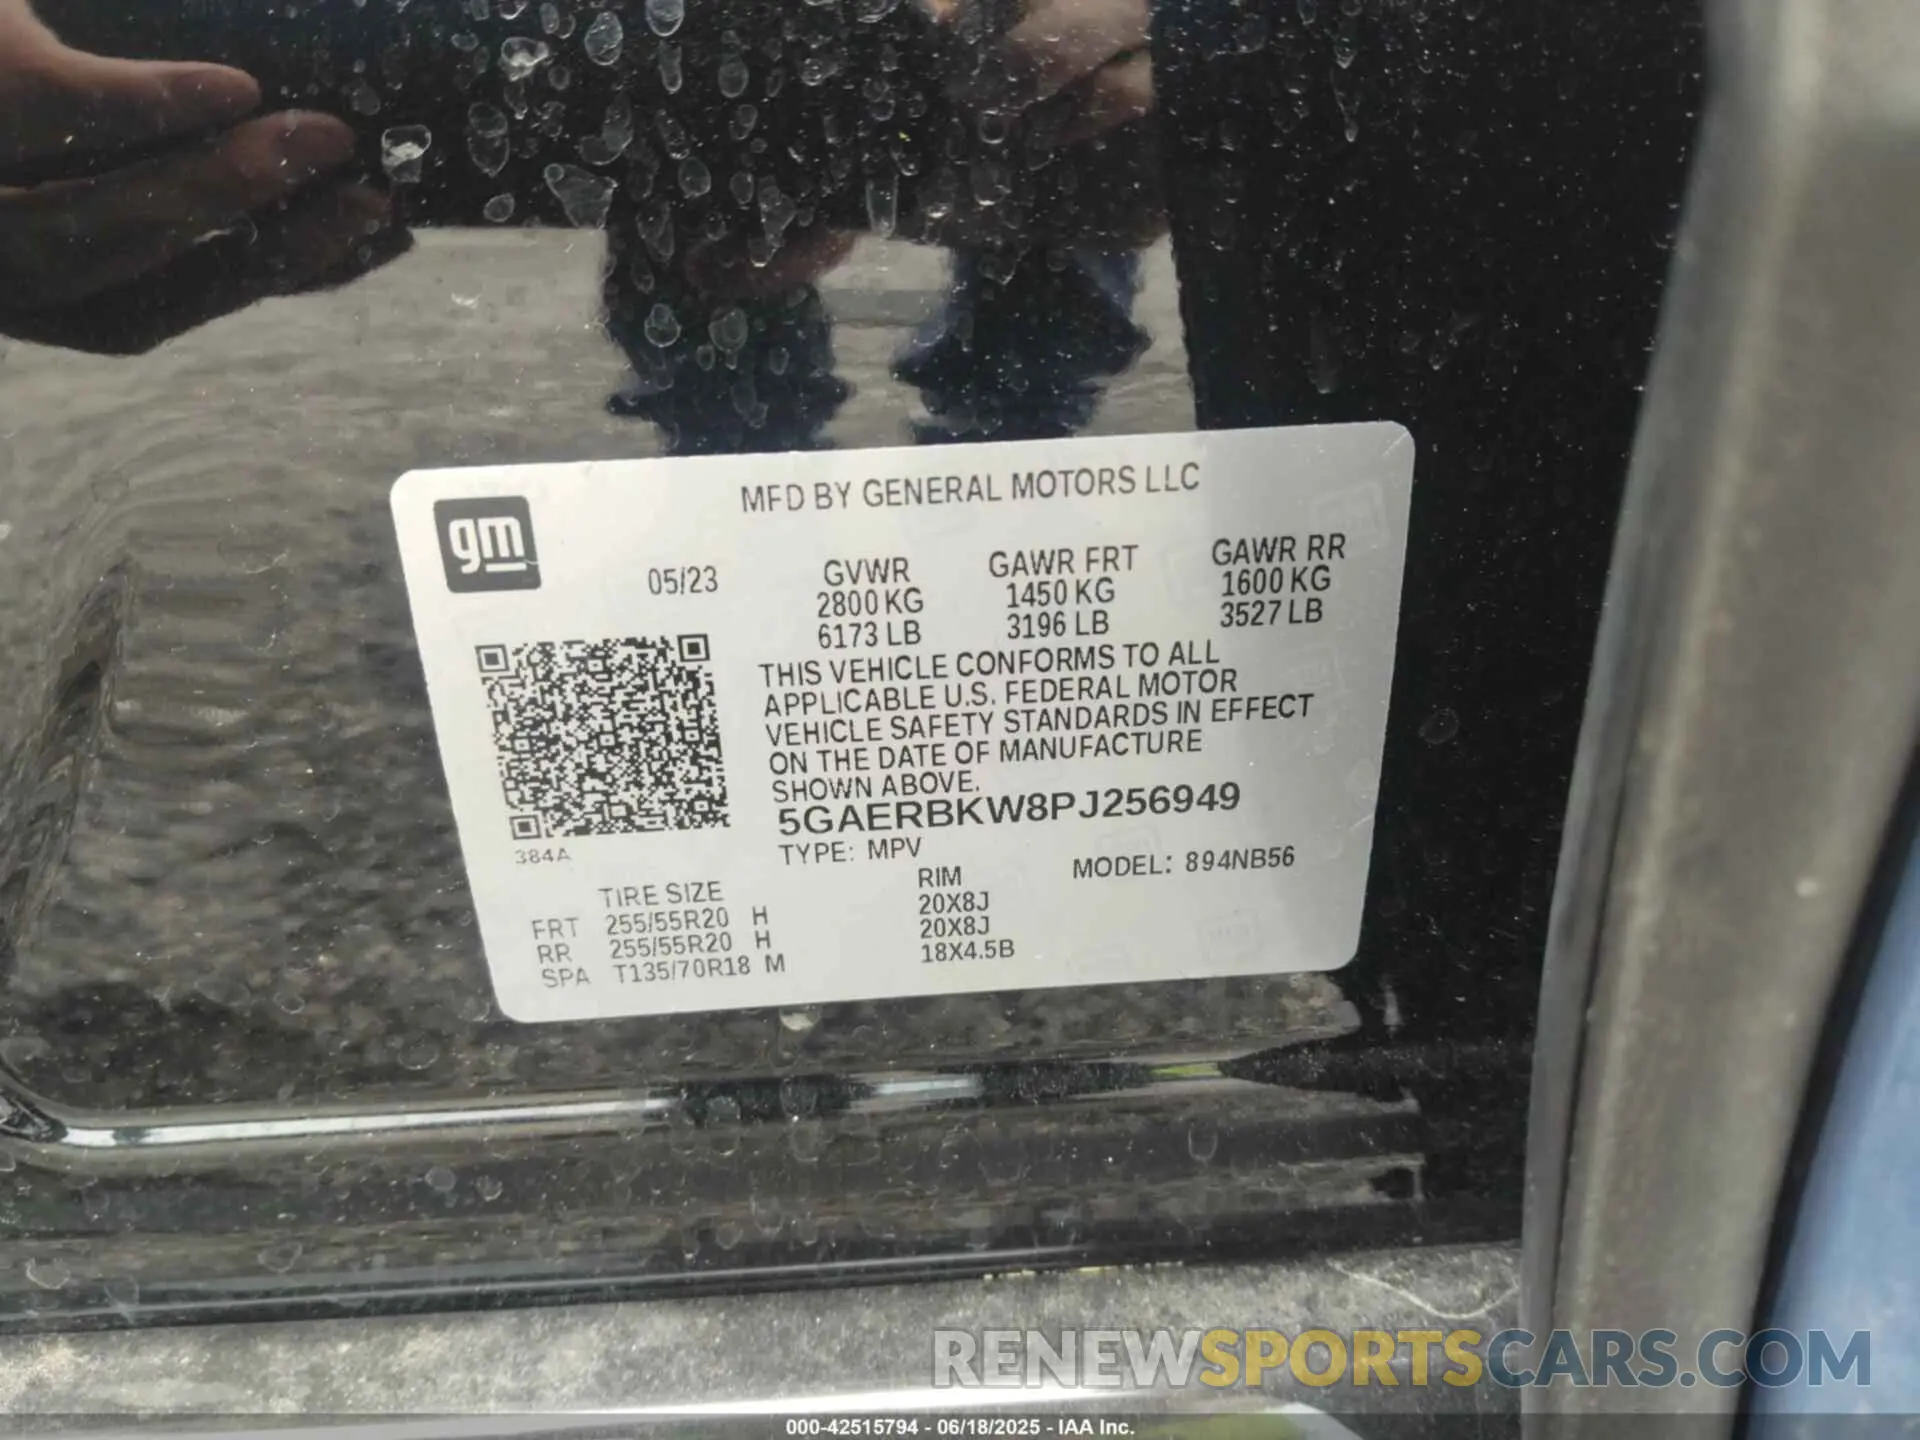 MFD BY GENERAL MOTORS LLC
gm
05/23
GVWR GAWR FRT GAWR RR
2800 KG 1450 KG 1600 KG
6173 LB 3196 LB 3527 LB
THIS VEHICLE CONFORMS TO ALL
APPLICABLE U.S. FEDERAL MOTOR
VEHICLE SAFETY STANDARDS IN EFFECT
ON THE DATE OF MANUFACTURE
SHOWN ABOVE.
5GAERBKW8PJ256949
384A
TYPE: MPV MODEL: 894NB56
TIRE SIZE RIM
FRT 255/55R20 H 20X8J
RR 255/55R20 H 20X8J
SPA T135/70R18 M 18X4.5B
RENEWSPORTSCARS.COM
000-42515794 - 06/18/2025 - IAA Inc.